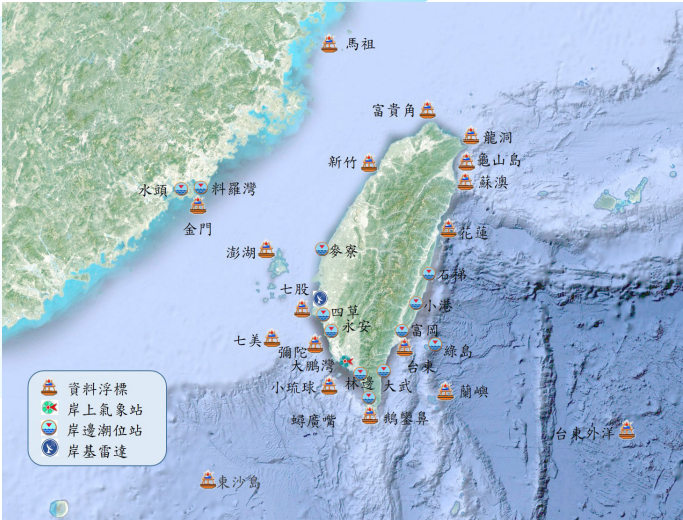 馬祖
富貴角
龍洞
新竹
龜山島
蘇澳
水頭
料羅灣
金門
花蓮
澎湖
麥寮
石梯
七股
四草
小港
永安
富岡
七美
彌陀
綠島
大鵬灣
台東
小琉球
林邊
大武
蘭嶼
蟳廣嘴
鵝鑾鼻
台東外洋
東沙島
資料浮標
岸上氣象站
岸邊潮位站
岸基雷達